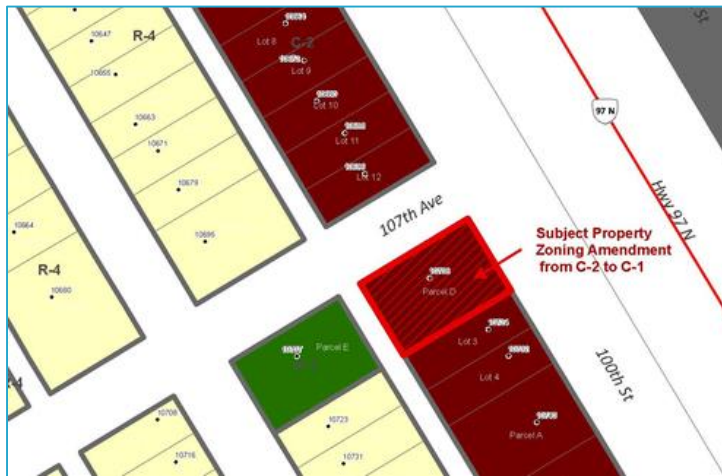 St
10647
R-4
10655
10663
10671
10679
10695
Lot 8
C-2
Lot 9
Lot 10
Lot 11
Lot 12
97 N
Hwy 97 N
107th Ave
Subject Property
Zoning Amendment
from C-2 to C-1
10664
R-4
10680
Parcel D
Lot 3
Lot 4
Parcel A
100th St
Parcel E
10723
10731
10708
10716